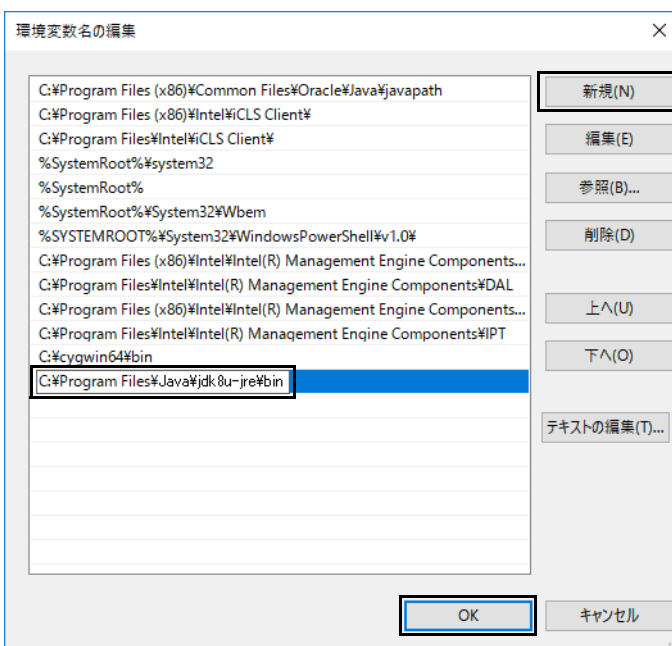 環境変数名の編集
C:¥Program Files (x86)¥Common Files¥Oracle¥Java¥javapath
C:¥Program Files (x86)¥Intel¥iCLS Client¥
C:¥Program Files¥Intel¥iCLS Client¥
%SystemRoot%¥system32
%SystemRoot%
%SystemRoot%¥System32¥Wbem
%SYSTEMROOT%¥System32¥WindowsPowerShell¥v1.0¥
C:¥Program Files (x86)¥Intel¥Intel(R) Management Engine Components...
C:¥Program Files¥Intel¥Intel(R) Management Engine Components¥DAL
C:¥Program Files (x86)¥Intel¥Intel(R) Management Engine Components...
C:¥Program Files¥Intel¥Intel(R) Management Engine Components¥IPT
C:¥cygwin64¥bin
C:¥Program Files¥Java¥jdk8u-jre¥bin
新規(N)
編集(E)
参照(B)...
削除(D)
上へ(U)
下へ(O)
テキストの編集(T)...
OK
キャンセル